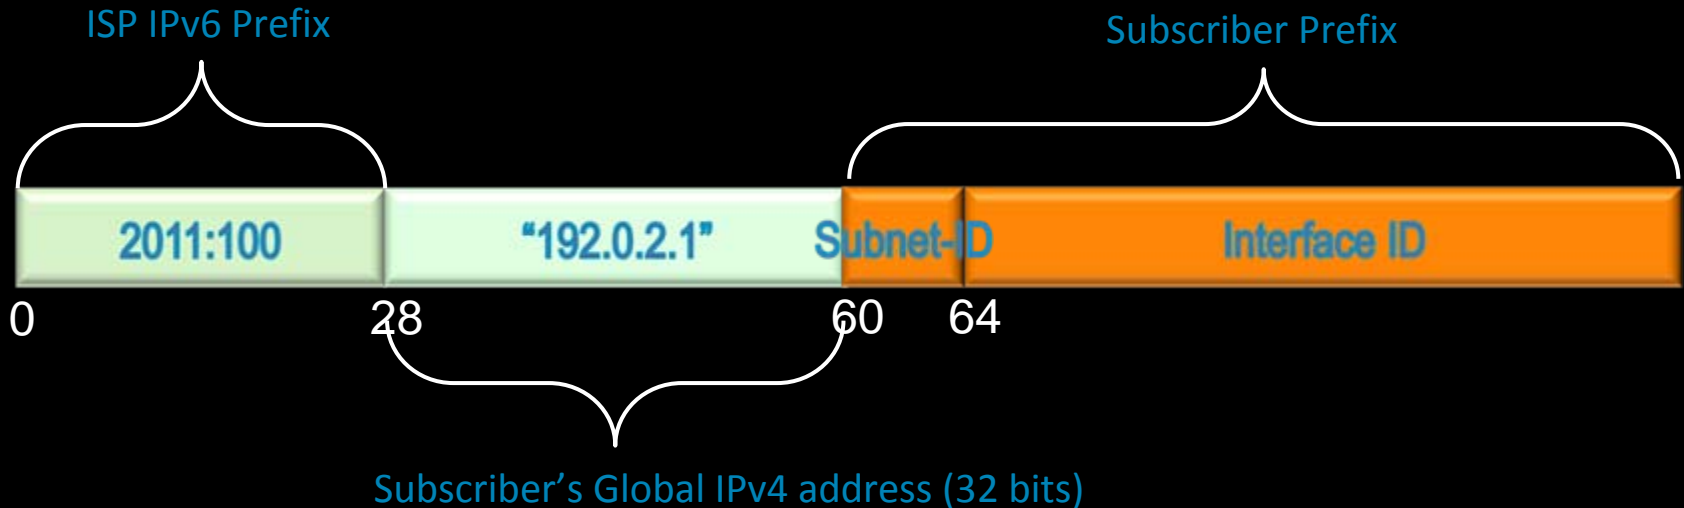 ISP IPv6 Prefix
Subscriber Prefix
2011:100
"192.0.2.1"
Subnet-ID
Interface ID
0
28
60
64
Subscriber’s Global IPv4 address (32 bits)